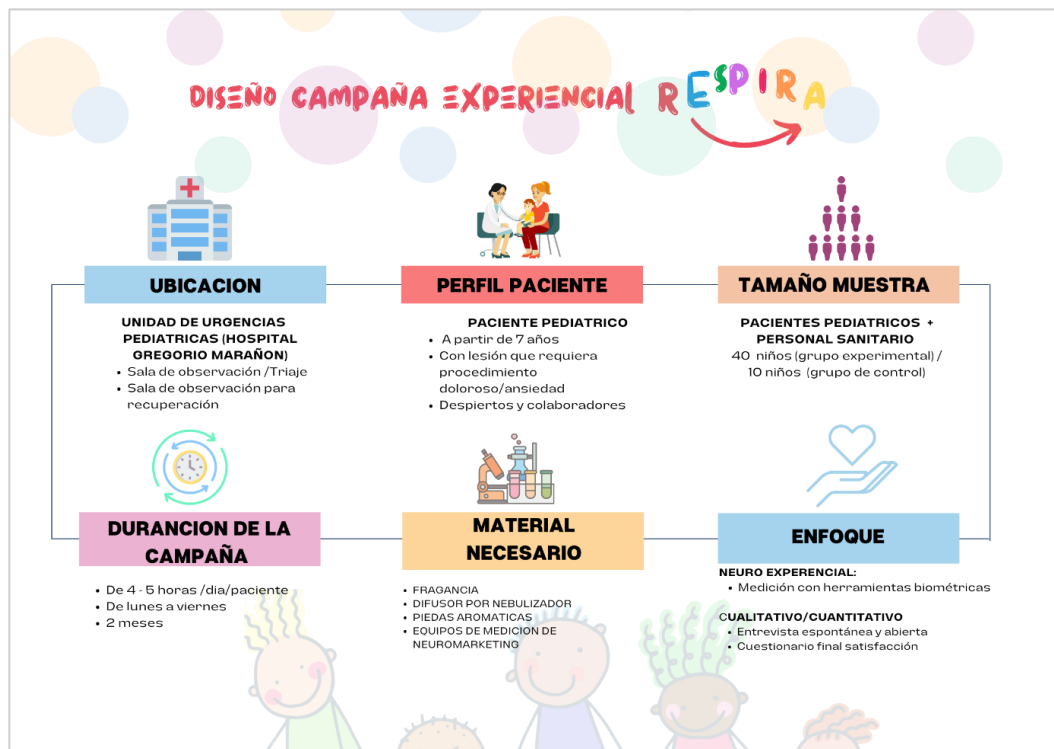 DISEÑO CAMPAÑA EXPERIENCIAL RESPIRA
UBICACION
UNIDAD DE URGENCIAS
PEDIATRICAS (HOSPITAL
GREGORIO MARAÑON)
• Sala de observación /Triaje
• Sala de observación para
recuperación
PERFIL PACIENTE
PACIENTE PEDIATRICO
• A partir de 7 años
• Con lesión que requiera
procedimiento
doloroso/ansiedad
• Despiertos y colaboradores
TAMAÑO MUESTRA
PACIENTES PEDIATRICOS +
PERSONAL SANITARIO
40 niños (grupo experimental) /
10 niños (grupo de control)
DURANCION DE LA
CAMPAÑA
• De 4 - 5 horas /dia/paciente
• De lunes a viernes
• 2 meses
MATERIAL
NECESARIO
• FRAGANCIA
• DIFUSOR POR NEBULIZADOR
• PIEDAS AROMATICAS
• EQUIPOS DE MEDICION DE
NEUROMARKETING
ENFOQUE
NEURO EXPERENCIAL:
• Medición con herramientas biométricas
CUALITATIVO/CUANTITATIVO
• Entrevista espontánea y abierta
• Cuestionario final satisfacción